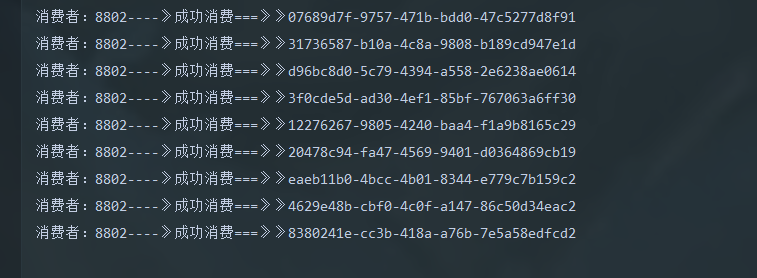 消费者：8802----》成功消费===》》07689d7f-9757-471b-bdd0-47c5277d8f91
消费者：8802----》成功消费===》》31736587-b10a-4c8a-9808-b189cd947e1d
消费者：8802----》成功消费===》》d96bc8d0-5c79-4394-a558-2e6238ae0614
消费者：8802----》成功消费===》》3f0cde5d-ad30-4ef1-85bf-767063a6ff30
消费者：8802----》成功消费===》》12276267-9805-4240-baa4-f1a9b8165c29
消费者：8802----》成功消费===》》20478c94-fa47-4569-9401-d0364869cb19
消费者：8802----》成功消费===》》eaeb11b0-4bcc-4b01-8344-e779c7b159c2
消费者：8802----》成功消费===》》4629e48b-cbf0-4c0f-a147-86c50d34eac2
消费者：8802----》成功消费===》》8380241e-cc3b-418a-a76b-7e5a58edfcd2